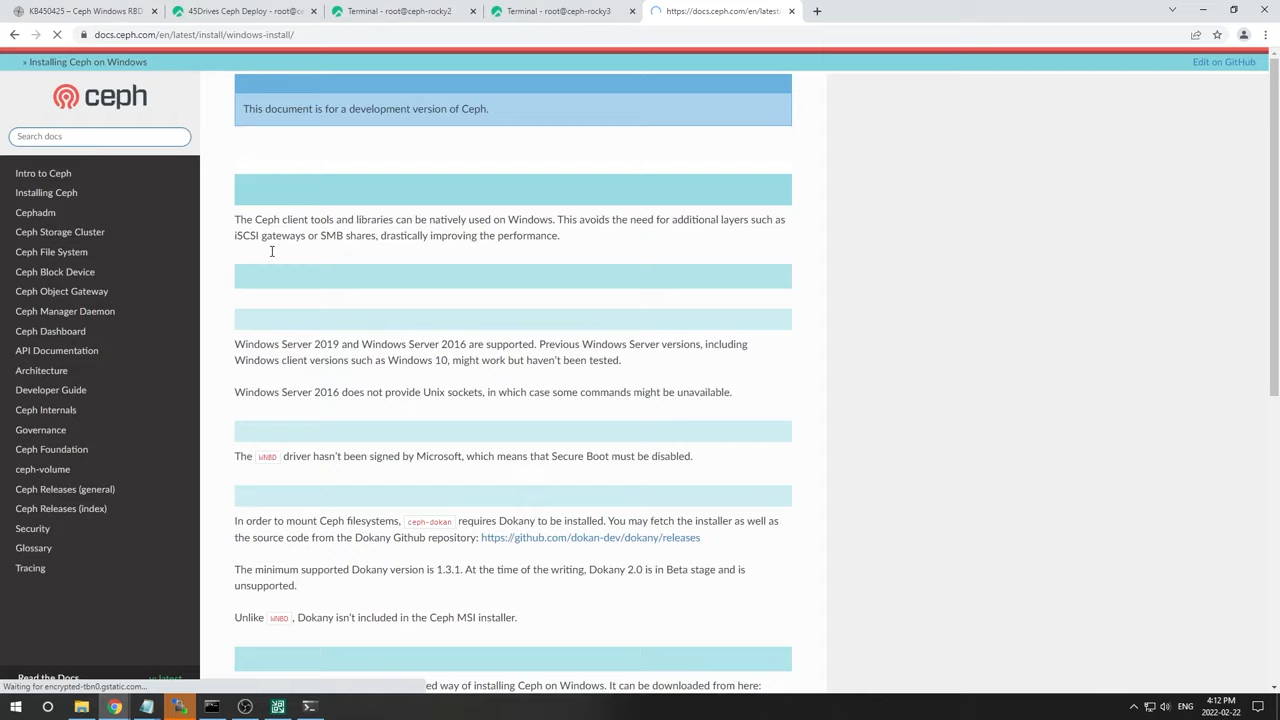 KB450425 – Ceph Windows RBD
45Drives Ceph Deploy - root@ce
Terminal - root@ceph-rocky2
Terminal - root@ceph-rocky3
https://docs.ceph.com/en/latest/
docs.ceph.com/en/latest/install/windows-install/
» Installing Ceph on Windows
Edit on GitHub
ceph
Search docs
Intro to Ceph
Installing Ceph
Cephadm
Ceph Storage Cluster
Ceph File System
Ceph Block Device
Ceph Object Gateway
Ceph Manager Daemon
Ceph Dashboard
API Documentation
Architecture
Developer Guide
Ceph Internals
Governance
Ceph Foundation
ceph-volume
Ceph Releases (general)
Ceph Releases (index)
Security
Glossary
Tracing
Read the Docs
v: latest
This document is for a development version of Ceph.
The Ceph client tools and libraries can be natively used on Windows. This avoids the need for additional layers such as
iSCSI gateways or SMB shares, drastically improving the performance.
Windows Server 2019 and Windows Server 2016 are supported. Previous Windows Server versions, including
Windows client versions such as Windows 10, might work but haven't been tested.
Windows Server 2016 does not provide Unix sockets, in which case some commands might be unavailable.
The WNBD driver hasn't been signed by Microsoft, which means that Secure Boot must be disabled.
In order to mount Ceph filesystems, ceph-dokan requires Dokany to be installed. You may fetch the installer as well as
the source code from the Dokany Github repository: https://github.com/dokan-dev/dokany/releases
The minimum supported Dokany version is 1.3.1. At the time of the writing, Dokany 2.0 is in Beta stage and is
unsupported.
Unlike WNBD, Dokany isn't included in the Ceph MSI installer.
ed way of installing Ceph on Windows. It can be downloaded from here:
Waiting for encrypted-tbn0.gstatic.com...
ENG
4:12 PM
2022-02-22